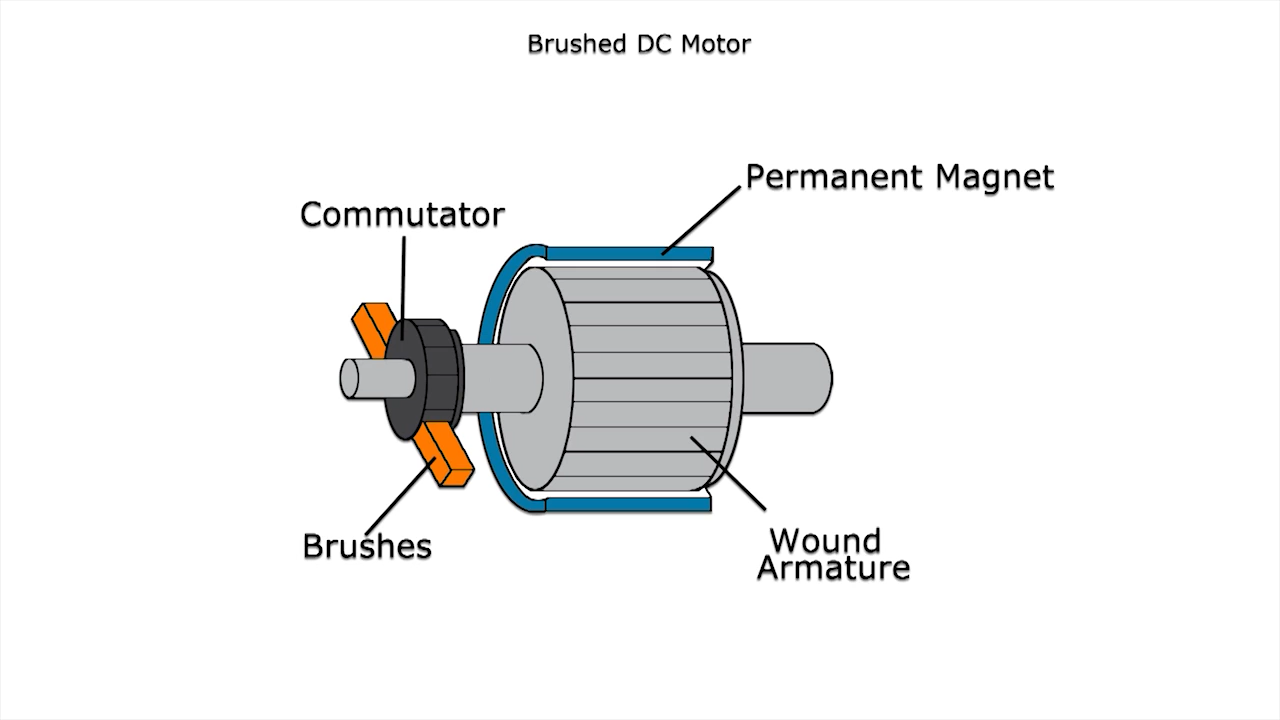 Brushed DC Motor
Permanent Magnet
Commutator
Brushes
Wound
Armature